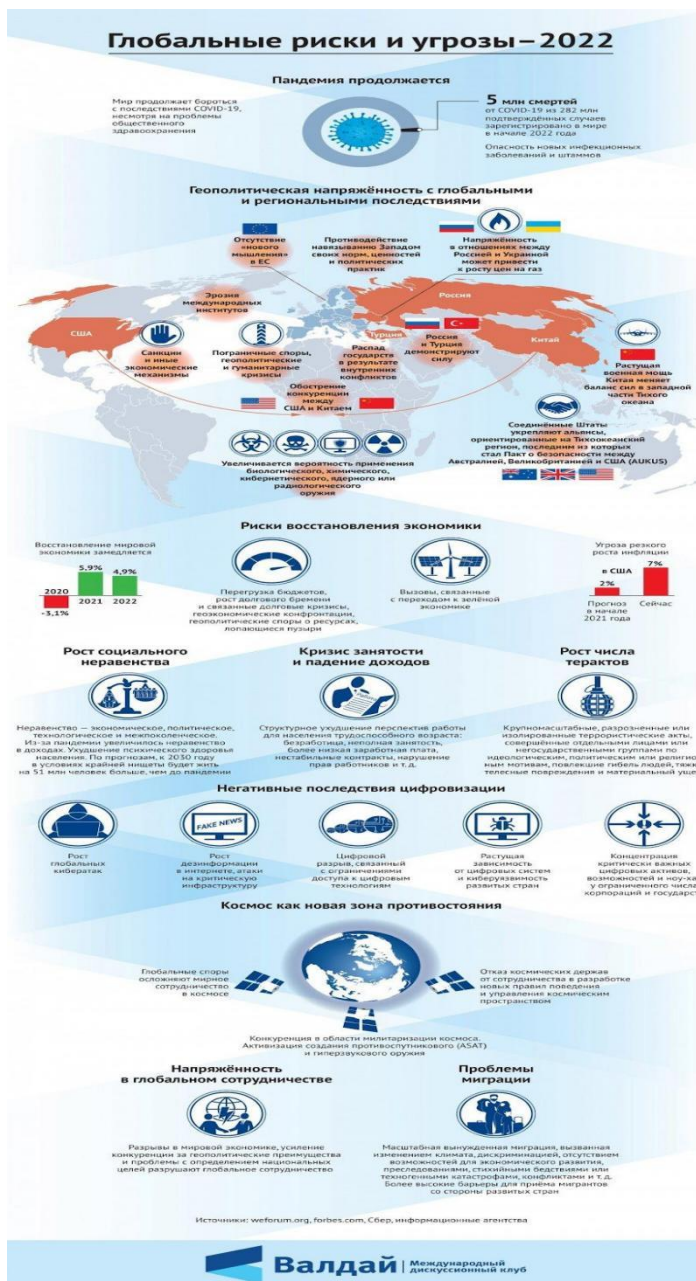 Глобальные риски и угрозы–2022
Пандемия продолжается
Мир продолжает бороться
с последствиями COVID-19,
несмотря на проблемы
общественного
здравоохранения
5 млн смертей
от COVID-19 из 282 млн
подтверждённых случаев
зарегистрировано в мире
в начале 2022 года
Опасность новых инфекционных
заболеваний и штаммов
Геополитическая напряжённость с глобальными
и региональными последствиями
Отсутствие
«нового
мышления»
в ЕС
Противодействие
навязыванию Западом
своих норм, ценностей
и политических
практик
Напряжённость
в отношениях между
Россией и Украиной
может привести
к росту цен на газ
Эрозия
международных
институтов
Россия
США
Турция
Китай
Санкции
и иные
экономические
механизмы
Пограничные споры,
геополитические
и гуманитарные
кризисы
Распад
государств
в результате
внутренних
конфликтов
Россия
и Турция
демонстрируют
силу
Растущая
военная мощь
Китая меняет
баланс сил в западной
части Тихого
океана
Обострение
конкуренции
между
США и Китаем
Соединённые Штаты
укрепляют альянсы,
ориентированные на Тихоокеанский
регион, последним из которых
стал Пакт о безопасности между
Австралией, Великобританией и США (AUKUS)
Увеличивается вероятность применения
биологического, химического,
кибернетического, ядерного или
радиологического
оружия
Риски восстановления экономики
Восстановление мировой
экономики замедляется
5,9%
4,9%
2020
2021
2022
-3,1%
Перегрузка бюджетов,
рост долгового бремени
и связанные долговые кризисы,
геоэкономические конфронтации,
геополитические споры о ресурсах,
лопающиеся пузыри
Вызовы, связанные
с переходом к зелёной
экономике
Угроза резкого
роста инфляции
в США
7%
2%
Прогноз
в начале
2021 года
Сейчас
Рост социального
неравенства
Неравенство — экономическое, политическое,
технологическое и межпоколенческое.
Из-за пандемии увеличилось неравенство
в доходах. Ухудшение психического здоровья
населения. По прогнозам, к 2030 году
в условиях крайней нищеты будет жить
на 51 млн человек больше, чем до пандемии
Кризис занятости
и падение доходов
Структурное ухудшение перспектив работы
для населения трудоспособного возраста:
безработица, неполная занятость,
более низкая заработная плата,
нестабильные контракты, нарушение
прав работников и т. д.
Рост числа
терактов
Крупномасштабные, разрозненные или
изолированные террористические акты,
совершённые отдельными лицами или
негосударственными группами по
идеологическим, политическим или религио
ным мотивам, повлекшие гибель людей, тяжк
телесные повреждения и материальный уще
Негативные последствия цифровизации
FAKE NEWS
Рост
глобальных
кибератак
Рост
дезинформации
в интернете, атаки
на критическую
инфраструктуру
Цифровой
разрыв, связанный
с ограничениями
доступа к цифровым
технологиям
Растущая
зависимость
от цифровых систем
и киберуязвимость
развитых стран
Концентрация
критически важных
цифровых активов,
возможностей и ноу-ха
у ограниченного числа
корпораций и государст
Космос как новая зона противостояния
Глобальные споры
осложняют мирное
сотрудничество
в космосе
Отказ космических держав
от сотрудничества в разработке
новых правил поведения
и управления космическим
пространством
Конкуренция в области милитаризации космоса.
Активизация создания противоспутникового (ASAT)
и гиперзвукового оружия
Напряжённость
в глобальном сотрудничестве
Разрывы в мировой экономике, усиление
конкуренции за геополитические преимущества
и проблемы с определением национальных
целей разрушают глобальное сотрудничество
Проблемы
миграции
Масштабная вынужденная миграция, вызванная
изменением климата, дискриминацией, отсутствием
возможностей для экономического развития,
преследованиями, стихийными бедствиями или
техногенными катастрофами, конфликтами и т. д.
Более высокие барьеры для приёма мигрантов
со стороны развитых стран
Источники: weforum.org, forbes.com, Сбер, информационные агентства
Валдай
Международный
дискуссионный клуб